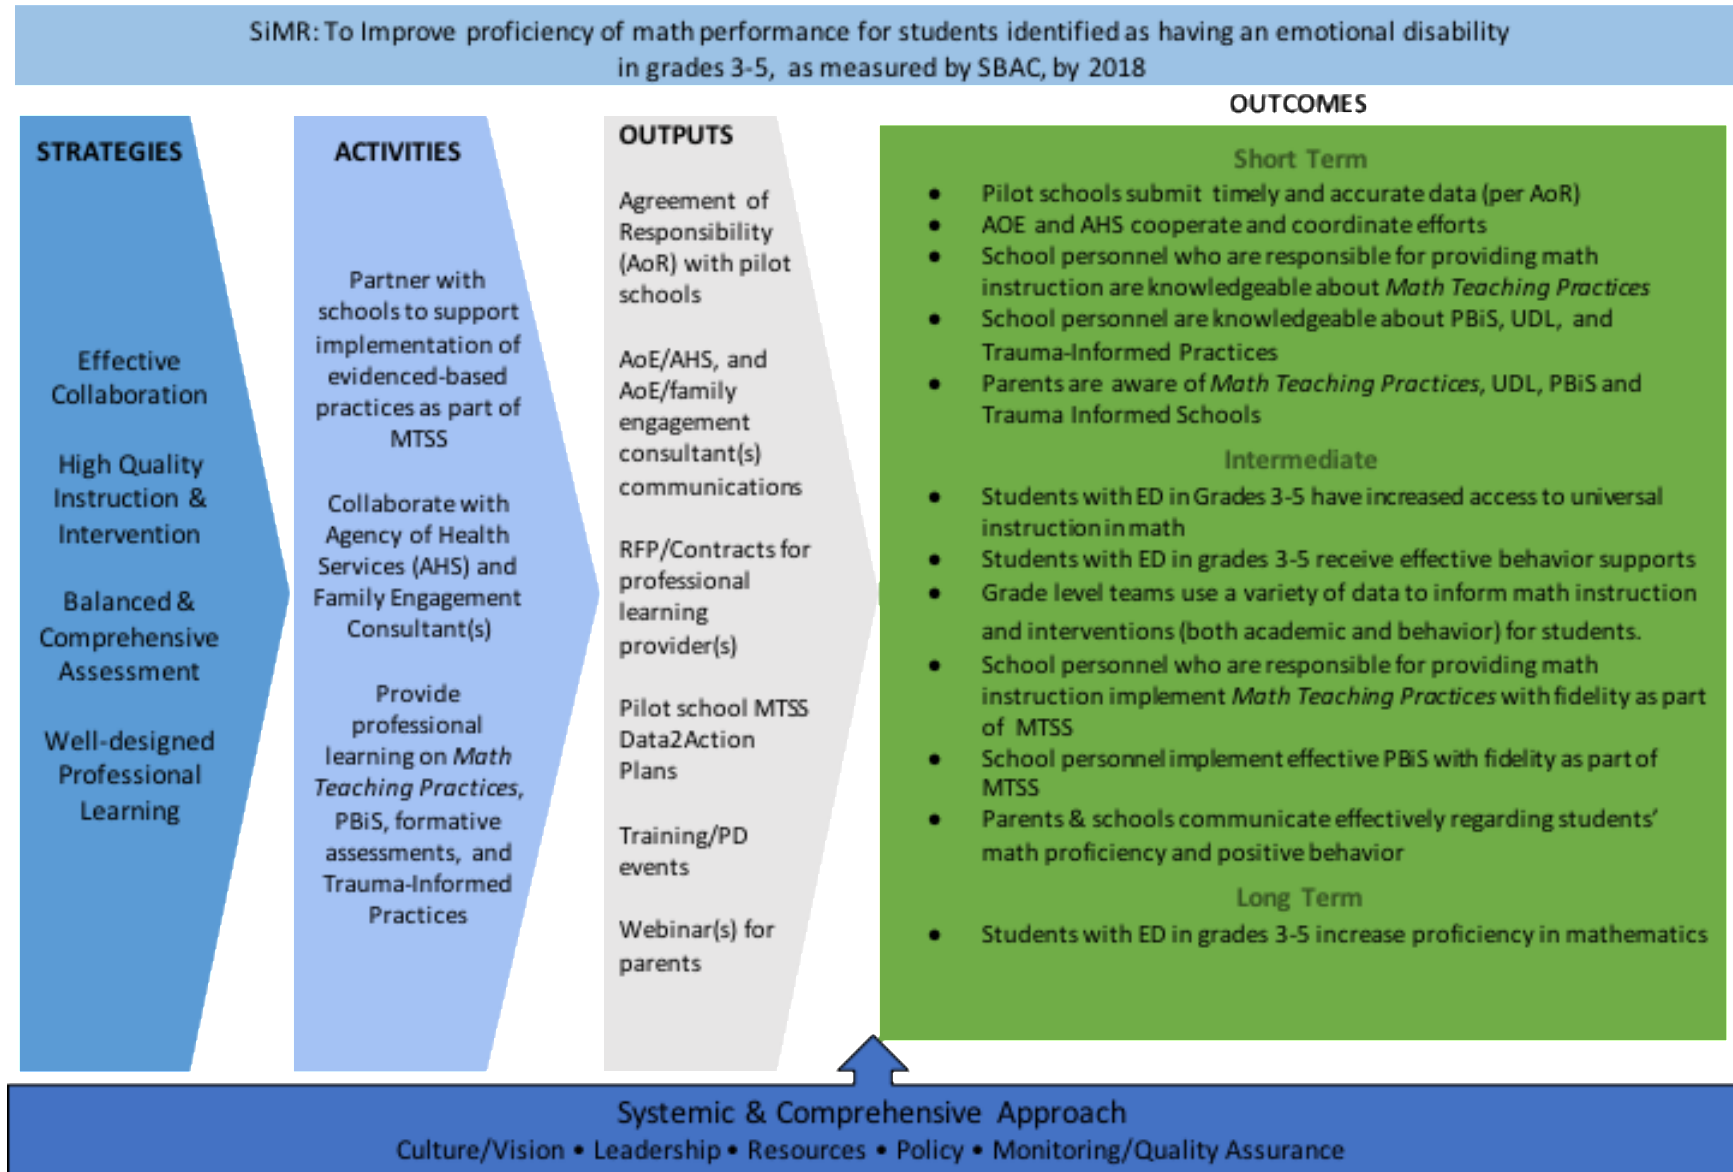 SiMR: To Improve proficiency of math performance for students identified as having an emotional disability
in grades 3-5, as measured by SBAC, by 2018
STRATEGIES
Effective
Collaboration
High Quality
Instruction &
Intervention
Balanced &
Comprehensive
Assessment
Well-designed
Professional
Learning
ACTIVITIES
Partner with
schools to support
implementation of
evidenced-based
practices as part of
MTSS
Collaborate with
Agency of Health
Services (AHS) and
Family Engagement
Consultant(s)
Provide
professional
learning on Math
Teaching Practices,
PBiS, formative
assessments, and
Trauma-Informed
Practices
OUTPUTS
Agreement of
Responsibility
(AoR) with pilot
schools
AoE/AHS, and
AoE/family
engagement
consultant(s)
communications
RFP/Contracts for
professional
learning
provider(s)
Pilot school MTSS
Data2Action
Plans
Training/PD
events
Webinar(s) for
parents
OUTCOMES
Short Term
● Pilot schools submit timely and accurate data (per AoR)
● AOE and AHS cooperate and coordinate efforts
● School personnel who are responsible for providing math
instruction are knowledgeable about Math Teaching Practices
● School personnel are knowledgeable about PBiS, UDL, and
Trauma-Informed Practices
● Parents are aware of Math Teaching Practices, UDL, PBiS and
Trauma Informed Schools
Intermediate
● Students with ED in Grades 3-5 have increased access to universal
instruction in math
● Students with ED in grades 3-5 receive effective behavior supports
● Grade level teams use a variety of data to inform math instruction
and interventions (both academic and behavior) for students.
● School personnel who are responsible for providing math
instruction implement Math Teaching Practices with fidelity as part
of MTSS
● School personnel implement effective PBiS with fidelity as part of
MTSS
● Parents & schools communicate effectively regarding students’
math proficiency and positive behavior
Long Term
● Students with ED in grades 3-5 increase proficiency in mathematics
Systemic & Comprehensive Approach
Culture/Vision • Leadership • Resources • Policy • Monitoring/Quality Assurance